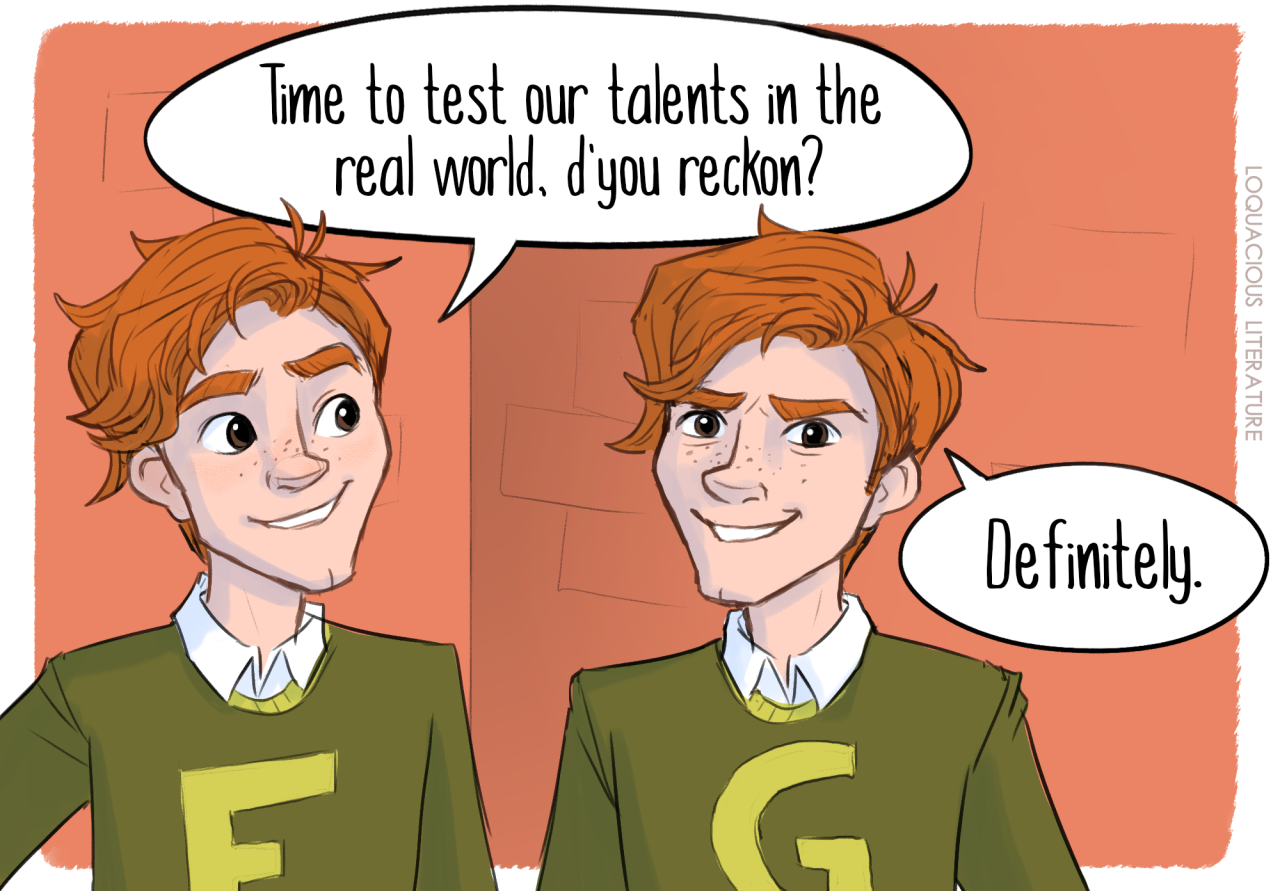 Time to test our talents in the
real world, d'you reckon?
Definitely.
F
G
LOQUACIOUS LITERATURE